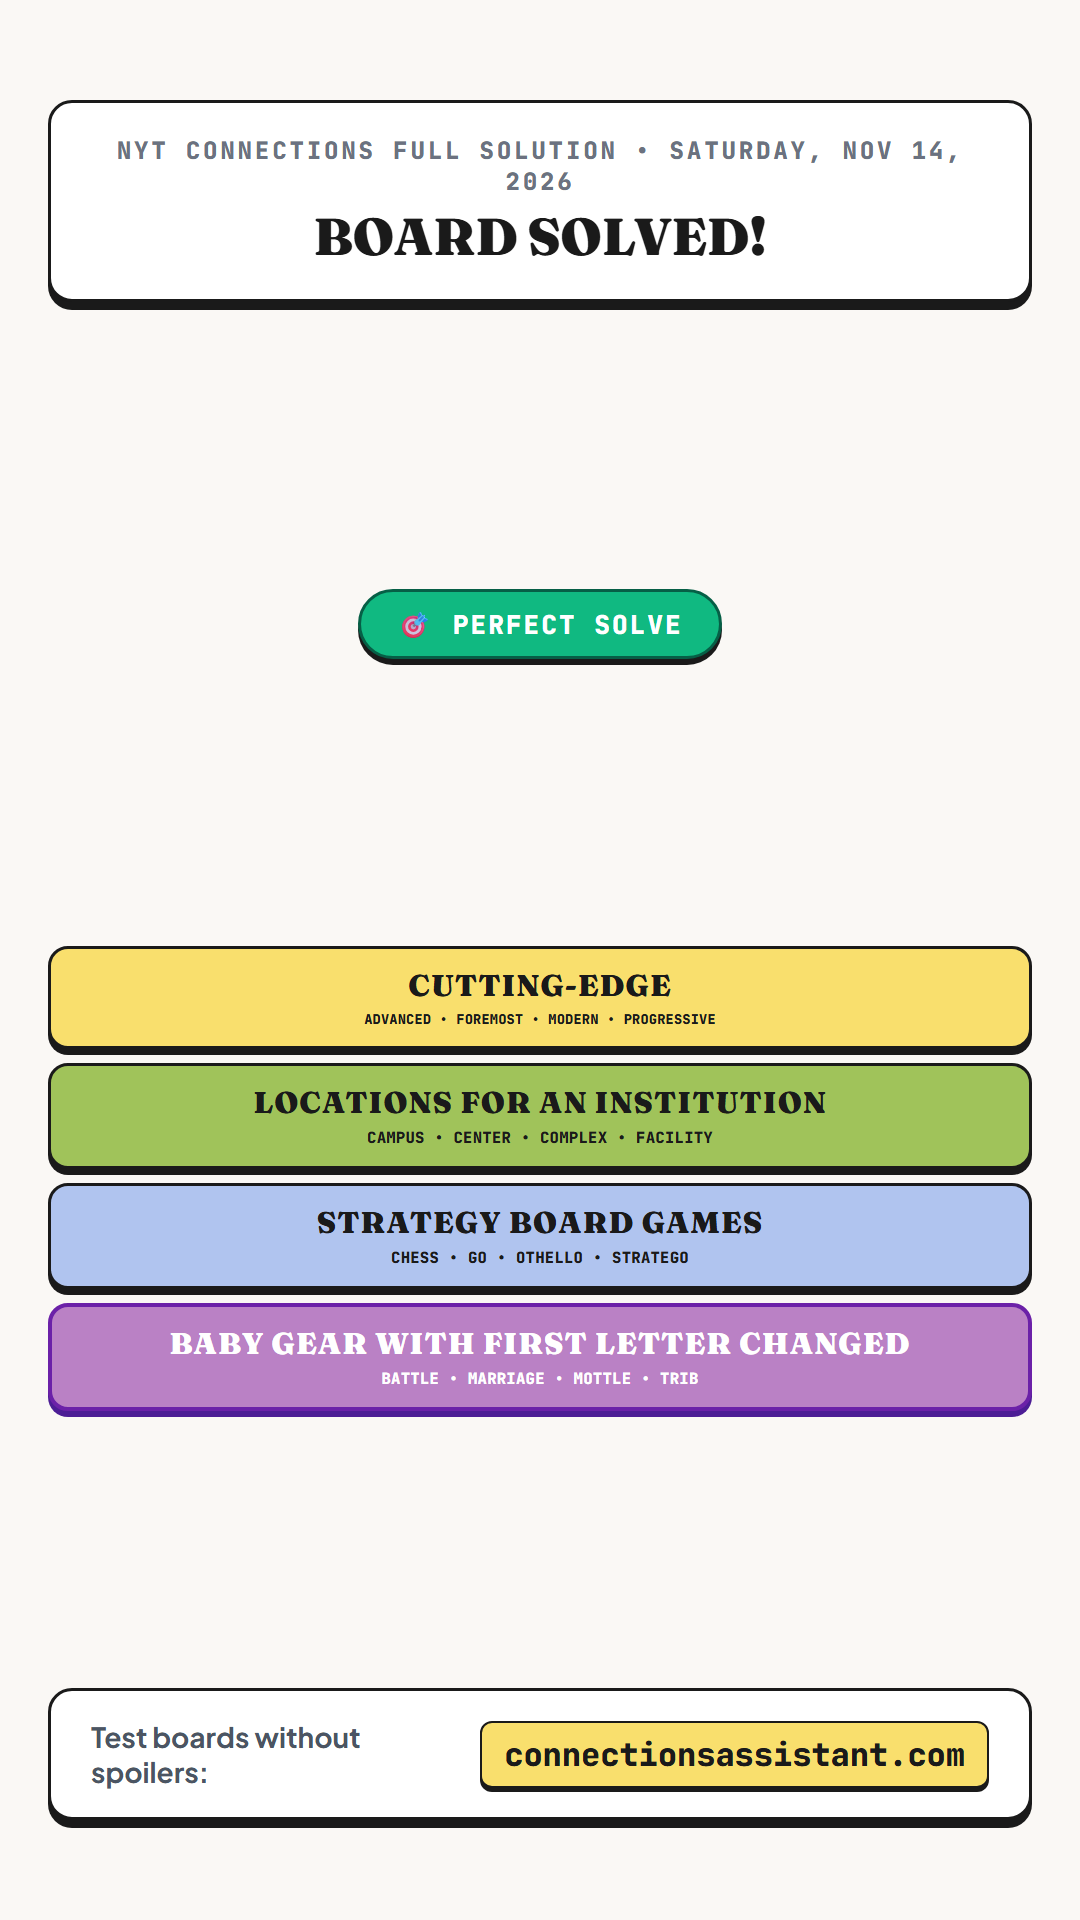 NYT CONNECTIONS FULL SOLUTION • SATURDAY, NOV 14,
2026
BOARD SOLVED!
🎯 PERFECT SOLVE
CUTTING-EDGE
ADVANCED • FOREMOST • MODERN • PROGRESSIVE
LOCATIONS FOR AN INSTITUTION
CAMPUS • CENTER • COMPLEX • FACILITY
STRATEGY BOARD GAMES
CHESS • GO • OTHELLO • STRATEGO
BABY GEAR WITH FIRST LETTER CHANGED
BATTLE • MARRIAGE • MOTTLE • TRIB
Test boards without
spoilers:
connectionsassistant.com